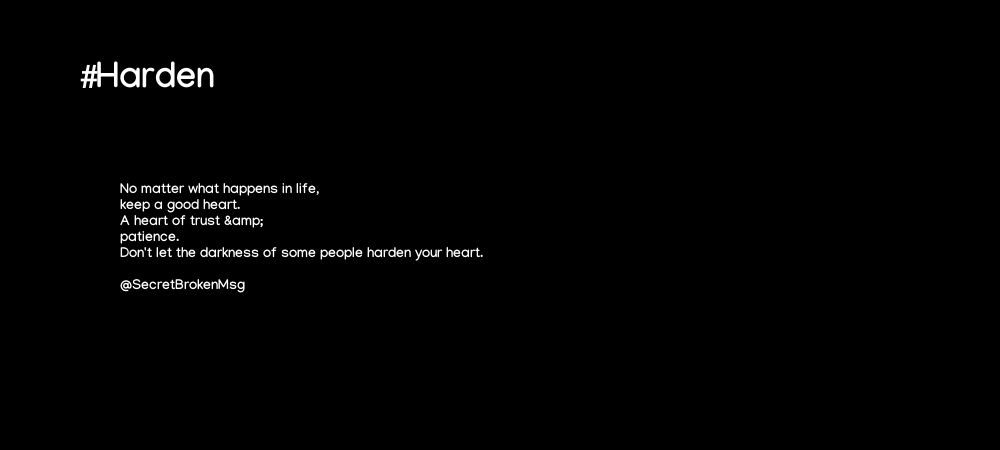 #Harden
No matter what happens in life,
keep a good heart.
A heart of trust &amp;
patience.
Don't let the darkness of some people harden your heart.
@SecretBrokenMsg